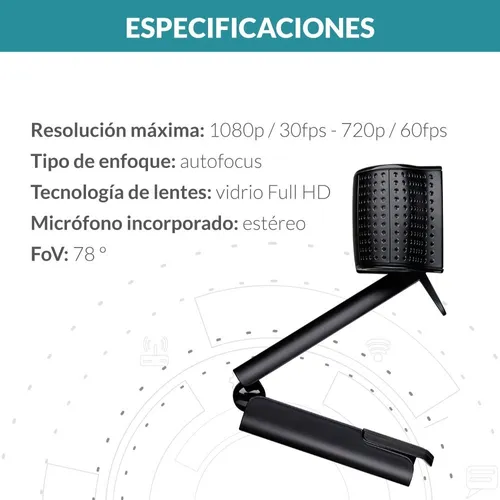 ESPECIFICACIONES
Resolución máxima: 1080p / 30fps - 720p / 60fps
Tipo de enfoque: autofocus
Tecnología de lentes: vidrio Full HD
Micrófono incorporado: estéreo
FoV: 78 °